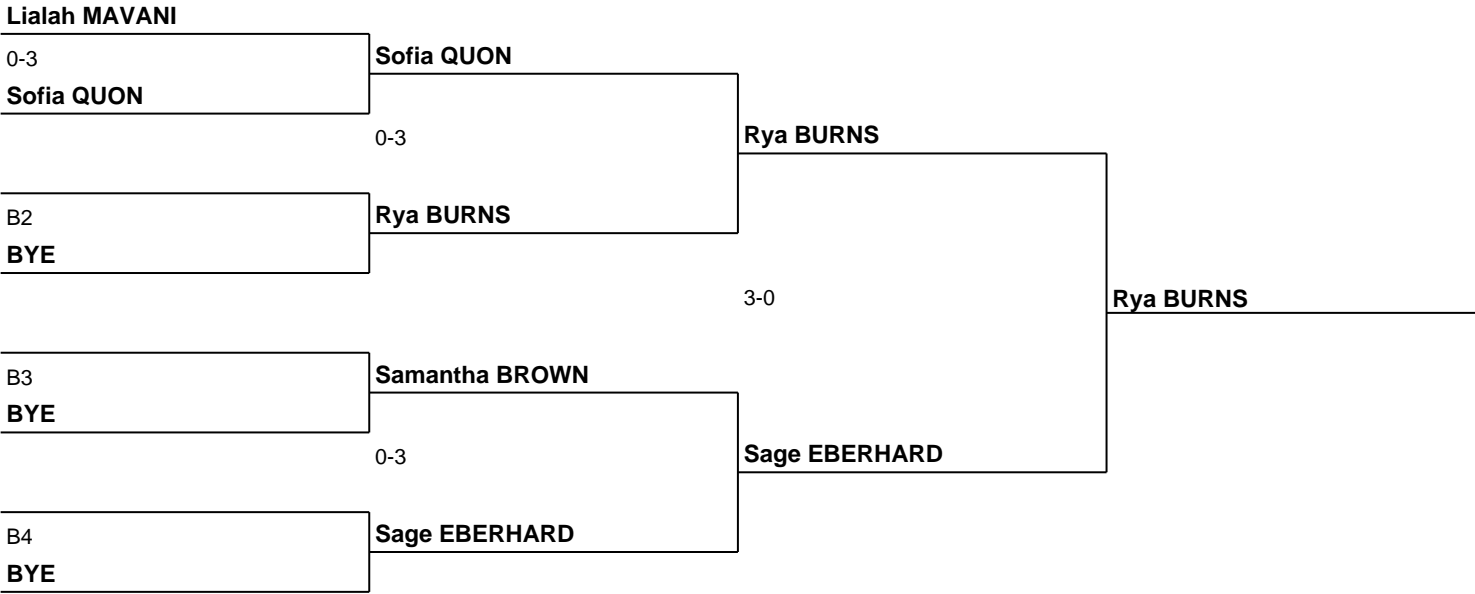 Lialah MAVANI
0-3
Sofia QUON
Sofia QUON
0-3
Rya BURNS
B2
BYE
Rya BURNS
3-0
Rya BURNS
B3
BYE
Samantha BROWN
0-3
Sage EBERHARD
B4
BYE
Sage EBERHARD